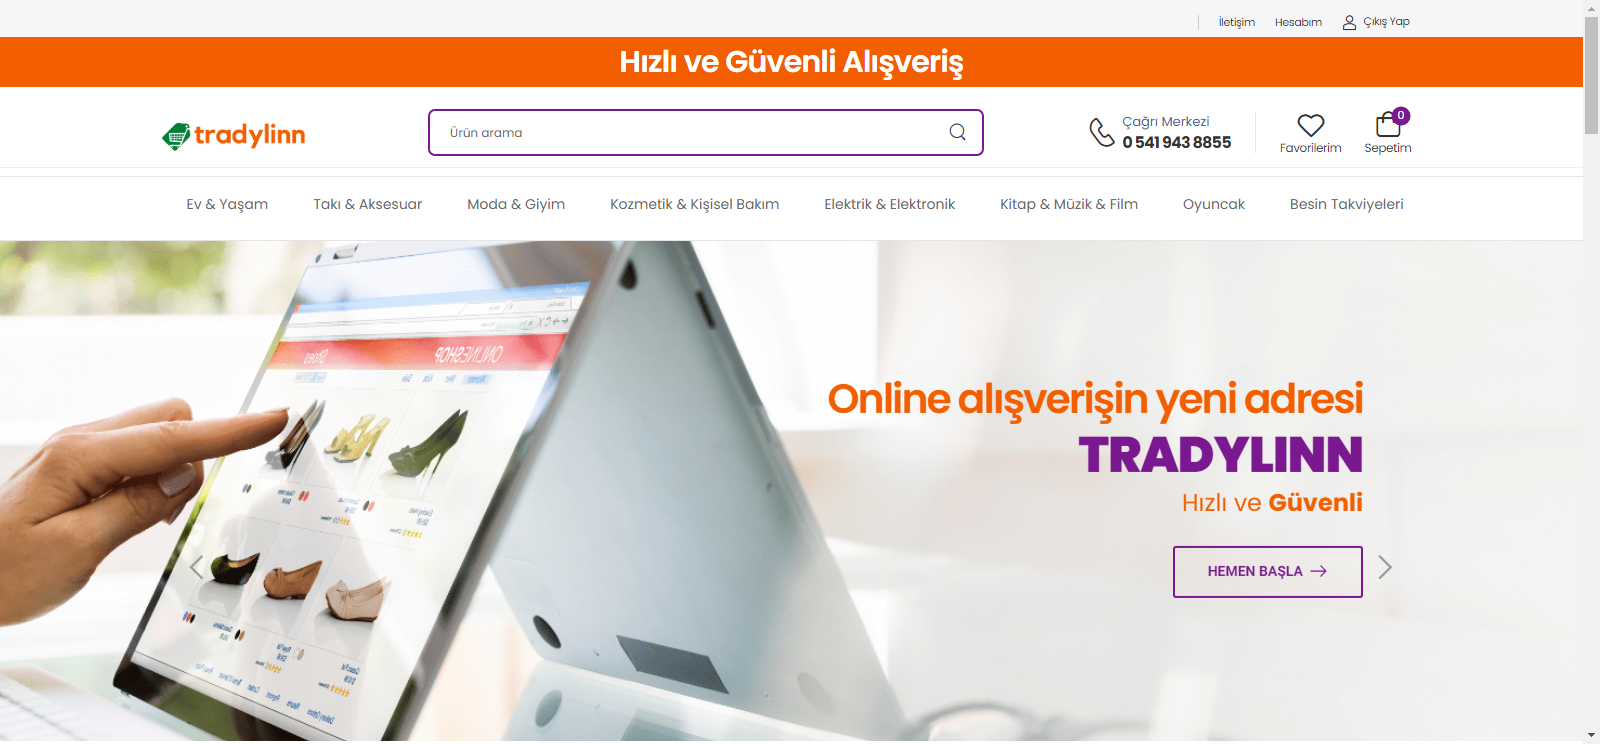 İletişim
Hesabım
Çıkış Yap
Hızlı ve Güvenli Alışveriş
tradylinn
Ürün arama
Çağrı Merkezi
0 541 943 8855
Favorilerim
0
Sepetim
Ev & Yaşam
Takı & Aksesuar
Moda & Giyim
Kozmetik & Kişisel Bakım
Elektrik & Elektronik
Kitap & Müzik & Film
Oyuncak
Besin Takviyeleri
ONLINESHOP
Shoes
Online alışverişin yeni adresi
TRADYLINN
Hızlı ve Güvenli
HEMEN BAŞLA